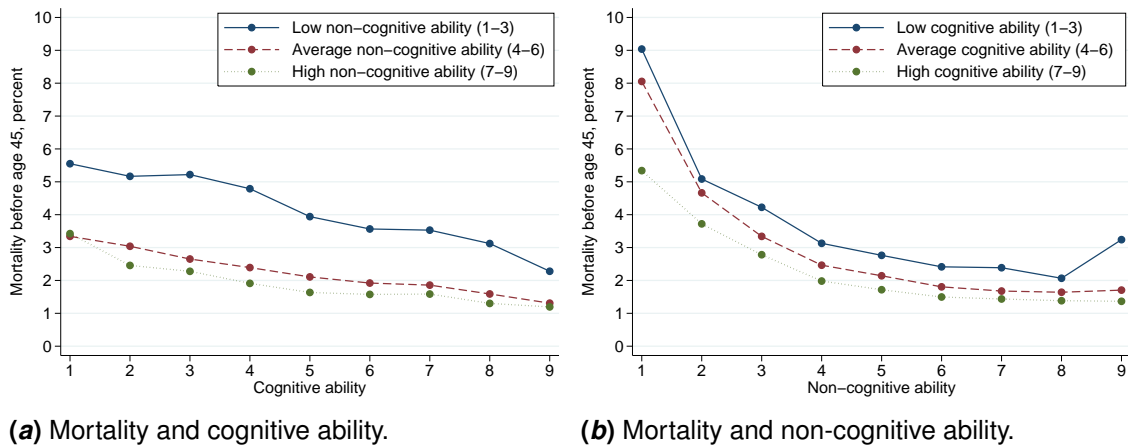 Mortality before age 45, percent
10
9
8
7
6
5
4
3
2
1
0
Low non−cognitive ability (1−3)
Average non−cognitive ability (4−6)
High non−cognitive ability (7−9)
1 2 3 4 5 6 7 8 9
Cognitive ability
(a) Mortality and cognitive ability.
Mortality before age 45, percent
10
9
8
7
6
5
4
3
2
1
0
Low cognitive ability (1−3)
Average cognitive ability (4−6)
High cognitive ability (7−9)
1 2 3 4 5 6 7 8 9
Non−cognitive ability
(b) Mortality and non-cognitive ability.